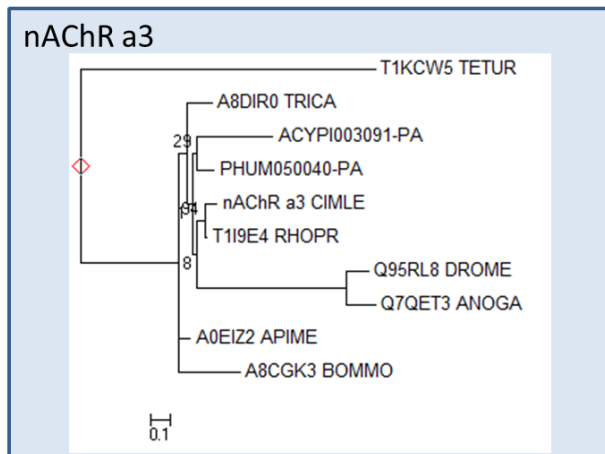 nAChR a3
T1KCW5 TETUR
A8DIR0 TRICA
29
ACYPI003091-PA
PHUM050040-PA
nAChR a3 CIMLE
T1I9E4 RHOPR
8
Q95RL8 DROME
Q7QET3 ANOGA
A0EIZ2 APIME
A8CGK3 BOMMO
0.1